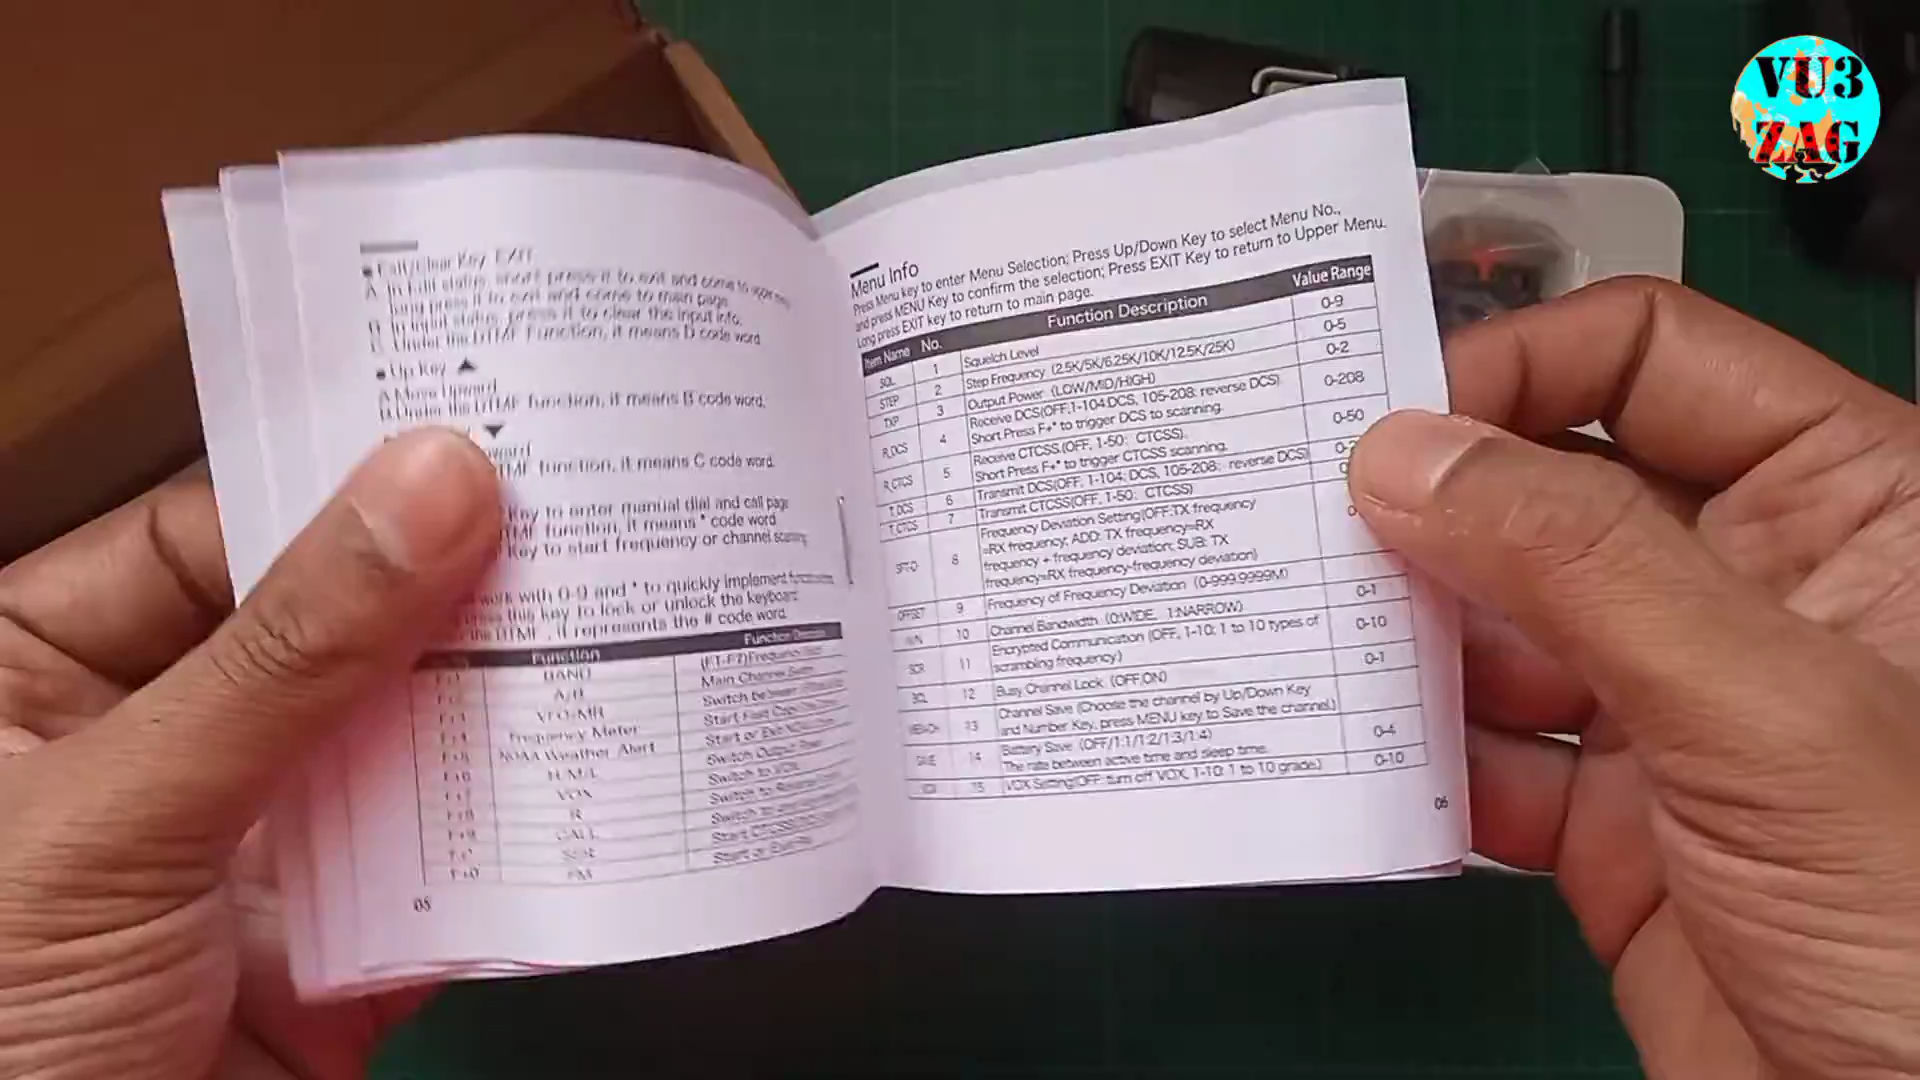 VU3
ZAG
Call/Clear Key EXIT
A In Edit status, short press it to exit and come to upper menu
long press it to exit and come to main page.
B In Input status, press it to clear the input info.
C Under the DTMF Function, it means D code word
Up Key ▲
A Move Upward
B Under the DTMF function, it means B code word.
▼
function, it means C code word.
Key to enter manual dial and call page
function, it means * code word
Key to start frequency or channel scanning
work with 0-9 and * to quickly implement functions
press this key to lock or unlock the keyboard
the DTMF, it represents the # code word.
Function
BAND
Main Channel
A/B
Switch between
VFO/MR
Frequency Meter
NOAA Weather Alert
Start or Exit NOAA
H/M/L
Switch Output Power
VOX
Switch to VOX
R
CALL
Start CTCSS
FM
Start or Exit
05
Menu Info
Press Menu key to enter Menu Selection; Press Up/Down Key to select Menu No.,
and press MENU Key to confirm the selection; Press EXIT Key to return to Upper Menu.
Long press EXIT key to return to main page.
Item Name No. Function Description Value Range
SQL 1 Squelch Level 0-9
STEP 2 Step Frequency (2.5K/5K/6.25K/10K/12.5K/25K) 0-5
TXP 3 Output Power (LOW/MID/HIGH) 0-2
R_DCS 4 Receive DCS(OFF,1-104:DCS, 105-208: reverse DCS) 0-208
Short Press F+* to trigger DCS to scanning.
R_CTCS 5 Receive CTCSS.(OFF, 1-50: CTCSS). 0-50
Short Press F+* to trigger CTCSS scanning.
T_DCS 6 Transmit DCS(OFF, 1-104: DCS, 105-208: reverse DCS)
T_CTCS 7 Transmit CTCSS(OFF, 1-50: CTCSS)
SFT-D 8 Frequency Deviation Setting(OFF:TX frequency
=RX frequency; ADD: TX frequency=RX
frequency + frequency deviation; SUB: TX
frequency=RX frequency-frequency deviation)
OFFSET 9 Frequency of Frequency Deviation (0-999.9999M)
W/N 10 Channel Bandwidth (0:WIDE, 1:NARROW) 0-1
SCR 11 Encrypted Communication (OFF, 1-10: 1 to 10 types of 0-10
scrambling frequency.)
BCL 12 Busy Channel Lock (OFF,ON) 0-1
MEM-CH 13 Channel Save (Choose the channel by Up/Down Key
and Number Key, press MENU key to Save the channel.)
SAVE 14 Battery Save (OFF/1:1/1:2/1:3/1:4) 0-4
The rate between active time and sleep time.
VOX 15 VOX Setting(OFF: turn off VOX, 1-10: 1 to 10 grade.) 0-10
06